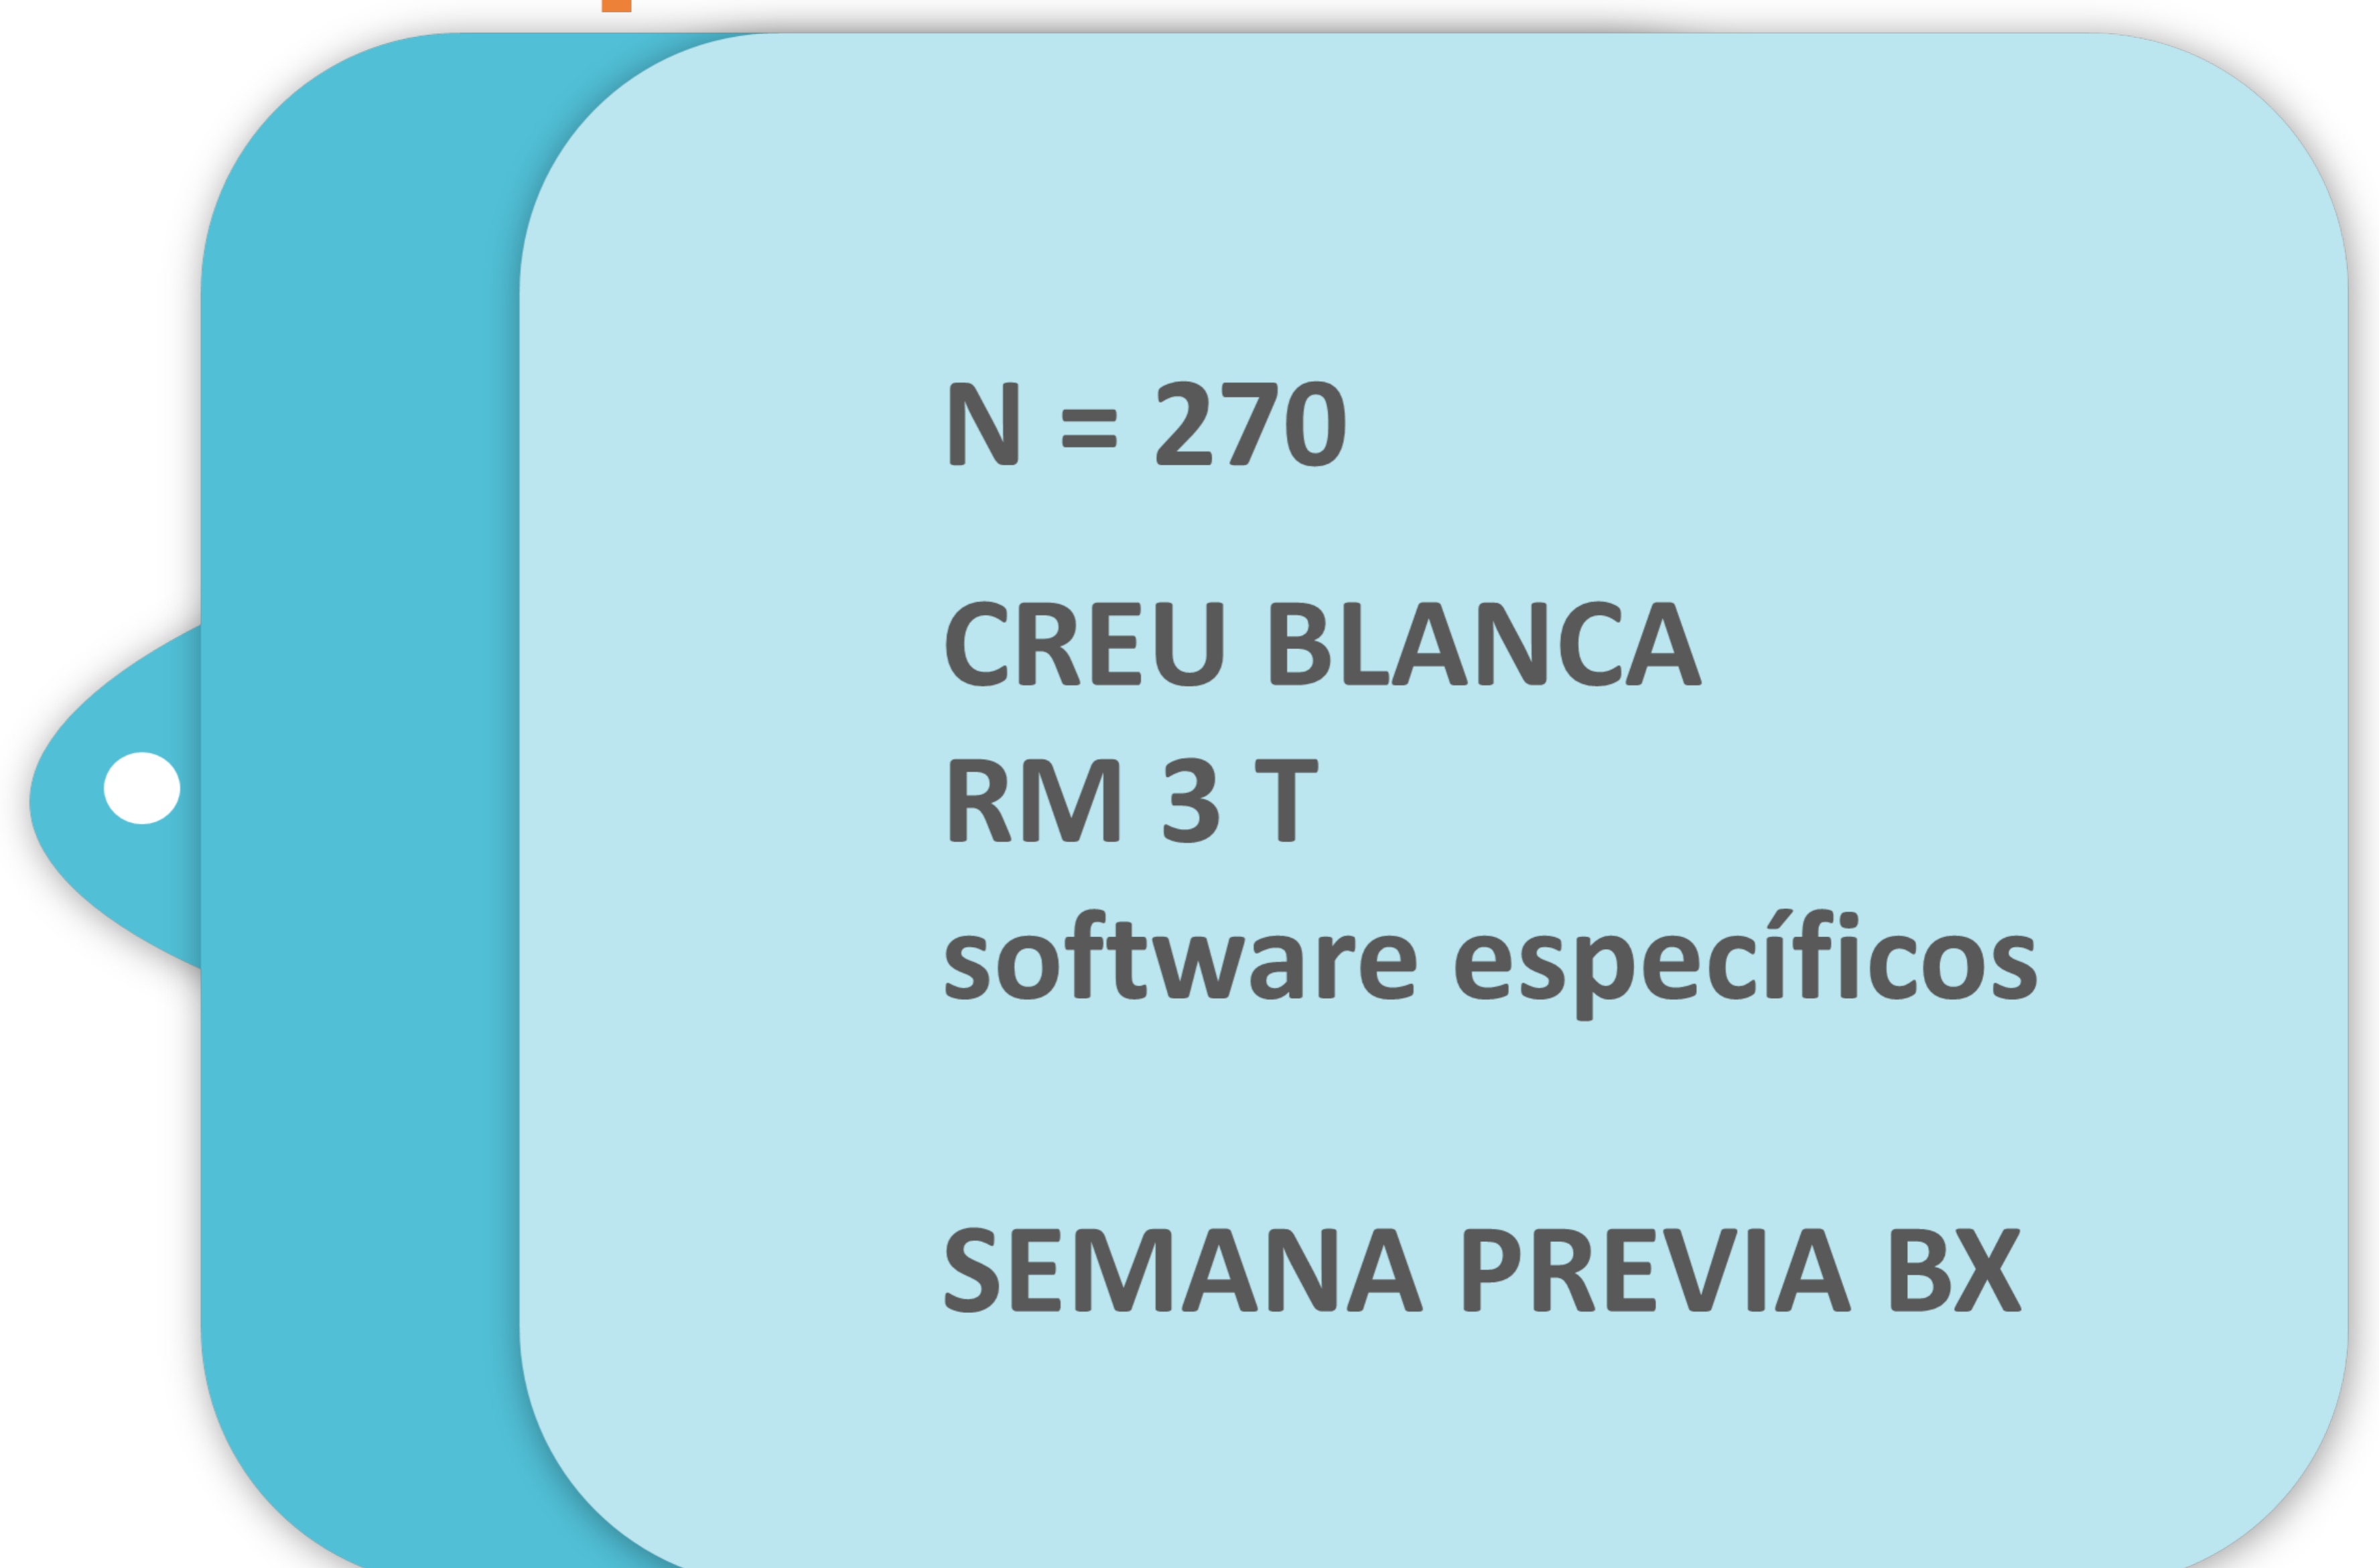 N = 270
CREU BLANCA
RM 3 T
software específicos
SEMANA PREVIA BX